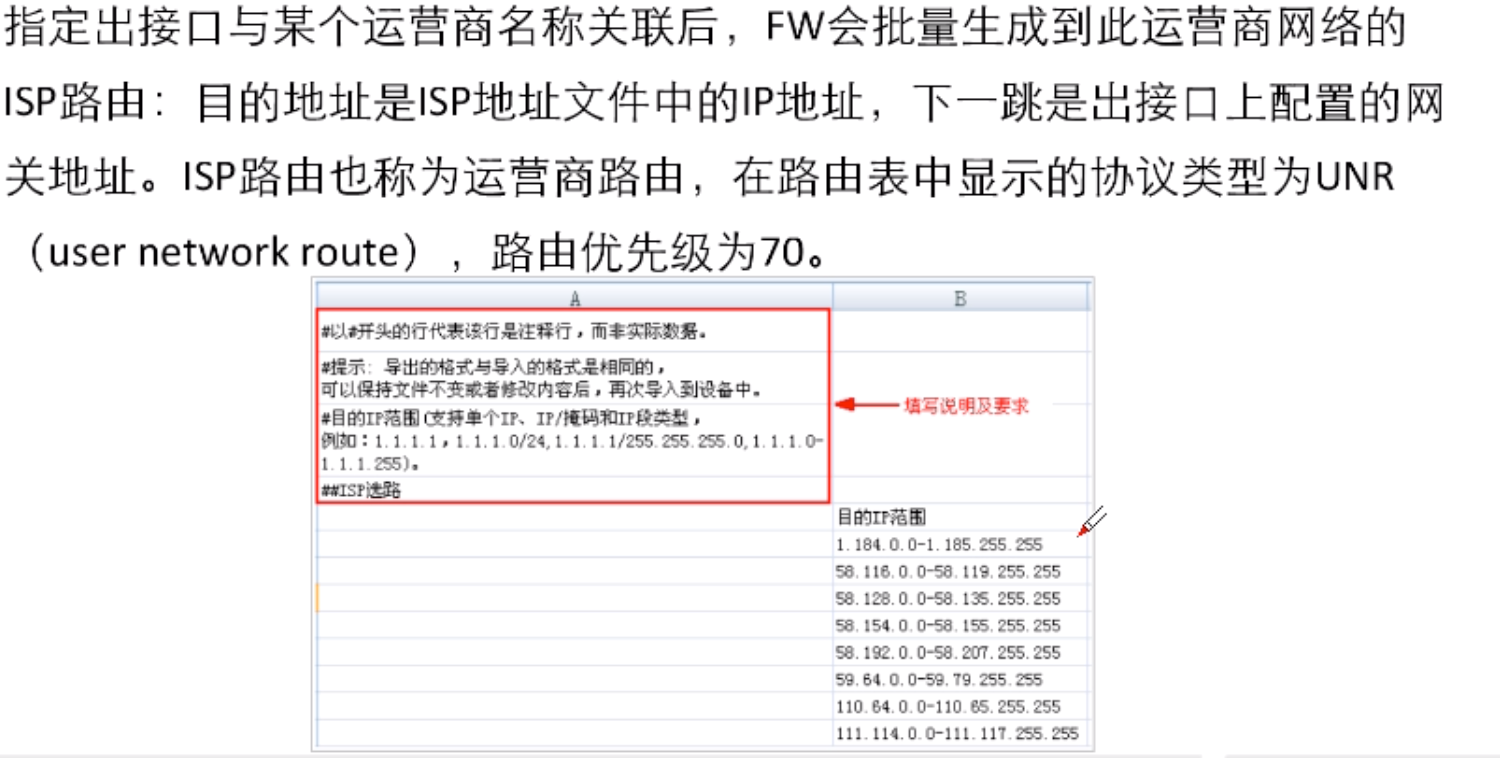 指定出接口与某个运营商名称关联后，FW会批量生成到此运营商网络的
ISP路由：目的地址是ISP地址文件中的IP地址，下一跳是出接口上配置的网
关地址。ISP路由也称为运营商路由，在路由表中显示的协议类型为UNR
（user network route），路由优先级为70。
A
B
#以#开头的行代表该行是注释行，而非实际数据。
#提示：导出的格式与导入的格式是相同的，
可以保持文件不变或者修改内容后，再次导入到设备中。
#目的IP范围(支持单个IP、IP/掩码和IP段类型，
例如：1.1.1.1，1.1.1.0/24,1.1.1.1/255.255.255.0,1.1.1.0-
1.1.1.255)。
##ISP选路
填写说明及要求
目的IP范围
1.184.0.0-1.185.255.255
58.116.0.0-58.119.255.255
58.128.0.0-58.135.255.255
58.154.0.0-58.155.255.255
58.192.0.0-58.207.255.255
59.64.0.0-59.79.255.255
110.64.0.0-110.65.255.255
111.114.0.0-111.117.255.255